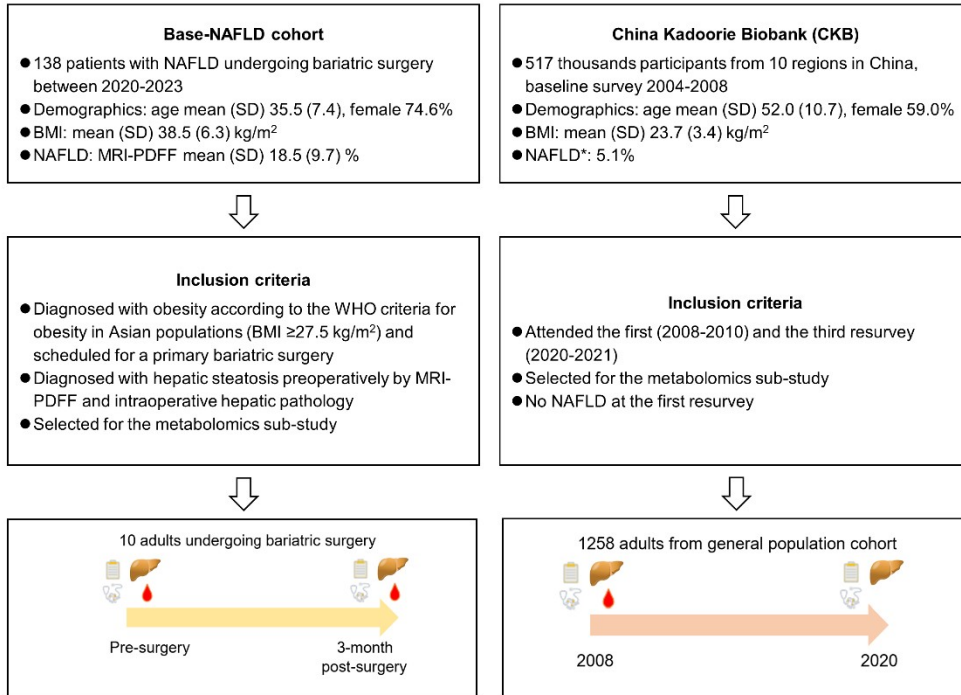 Base-NAFLD cohort
●138 patients with NAFLD undergoing bariatric surgery
between 2020-2023
●Demographics: age mean (SD) 35.5 (7.4), female 74.6%
●BMI: mean (SD) 38.5 (6.3) kg/m²
●NAFLD: MRI-PDFF mean (SD) 18.5 (9.7) %
China Kadoorie Biobank (CKB)
●517 thousands participants from 10 regions in China,
baseline survey 2004-2008
●Demographics: age mean (SD) 52.0 (10.7), female 59.0%
●BMI: mean (SD) 23.7 (3.4) kg/m²
●NAFLD*: 5.1%
Inclusion criteria
●Diagnosed with obesity according to the WHO criteria for
obesity in Asian populations (BMI ≥27.5 kg/m²) and
scheduled for a primary bariatric surgery
●Diagnosed with hepatic steatosis preoperatively by MRI-
PDFF and intraoperative hepatic pathology
●Selected for the metabolomics sub-study
Inclusion criteria
●Attended the first (2008-2010) and the third resurvey
(2020-2021)
●Selected for the metabolomics sub-study
●No NAFLD at the first resurvey
10 adults undergoing bariatric surgery
Pre-surgery
3-month
post-surgery
1258 adults from general population cohort
2008
2020